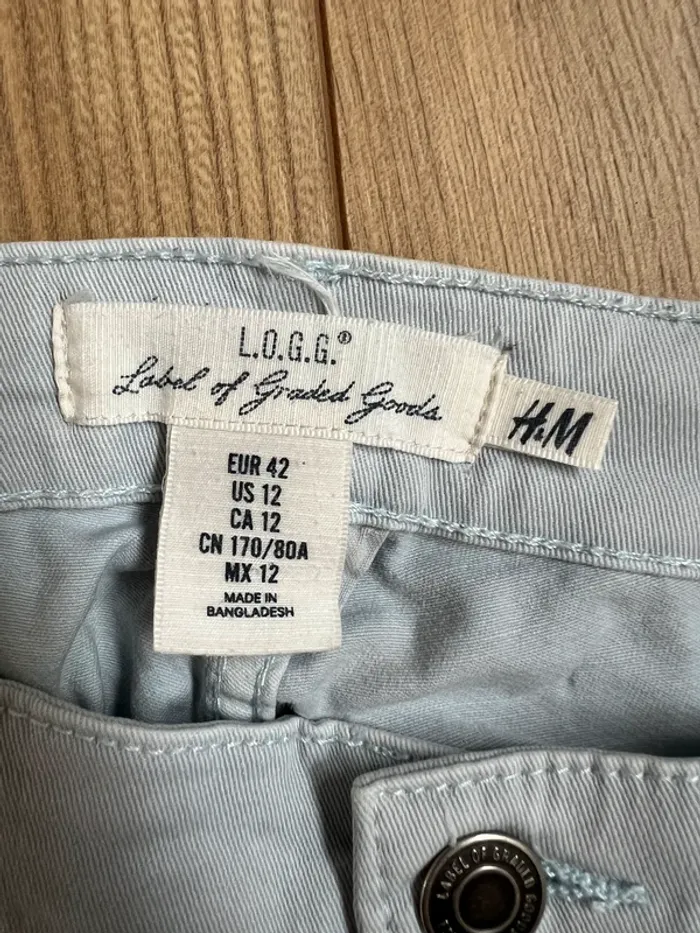 L.O.G.G.®
Label of Graded Goods
H&M
EUR 42
US 12
CA 12
CN 170/80A
MX 12
MADE IN
BANGLADESH
LABEL OF GRADED GOODS